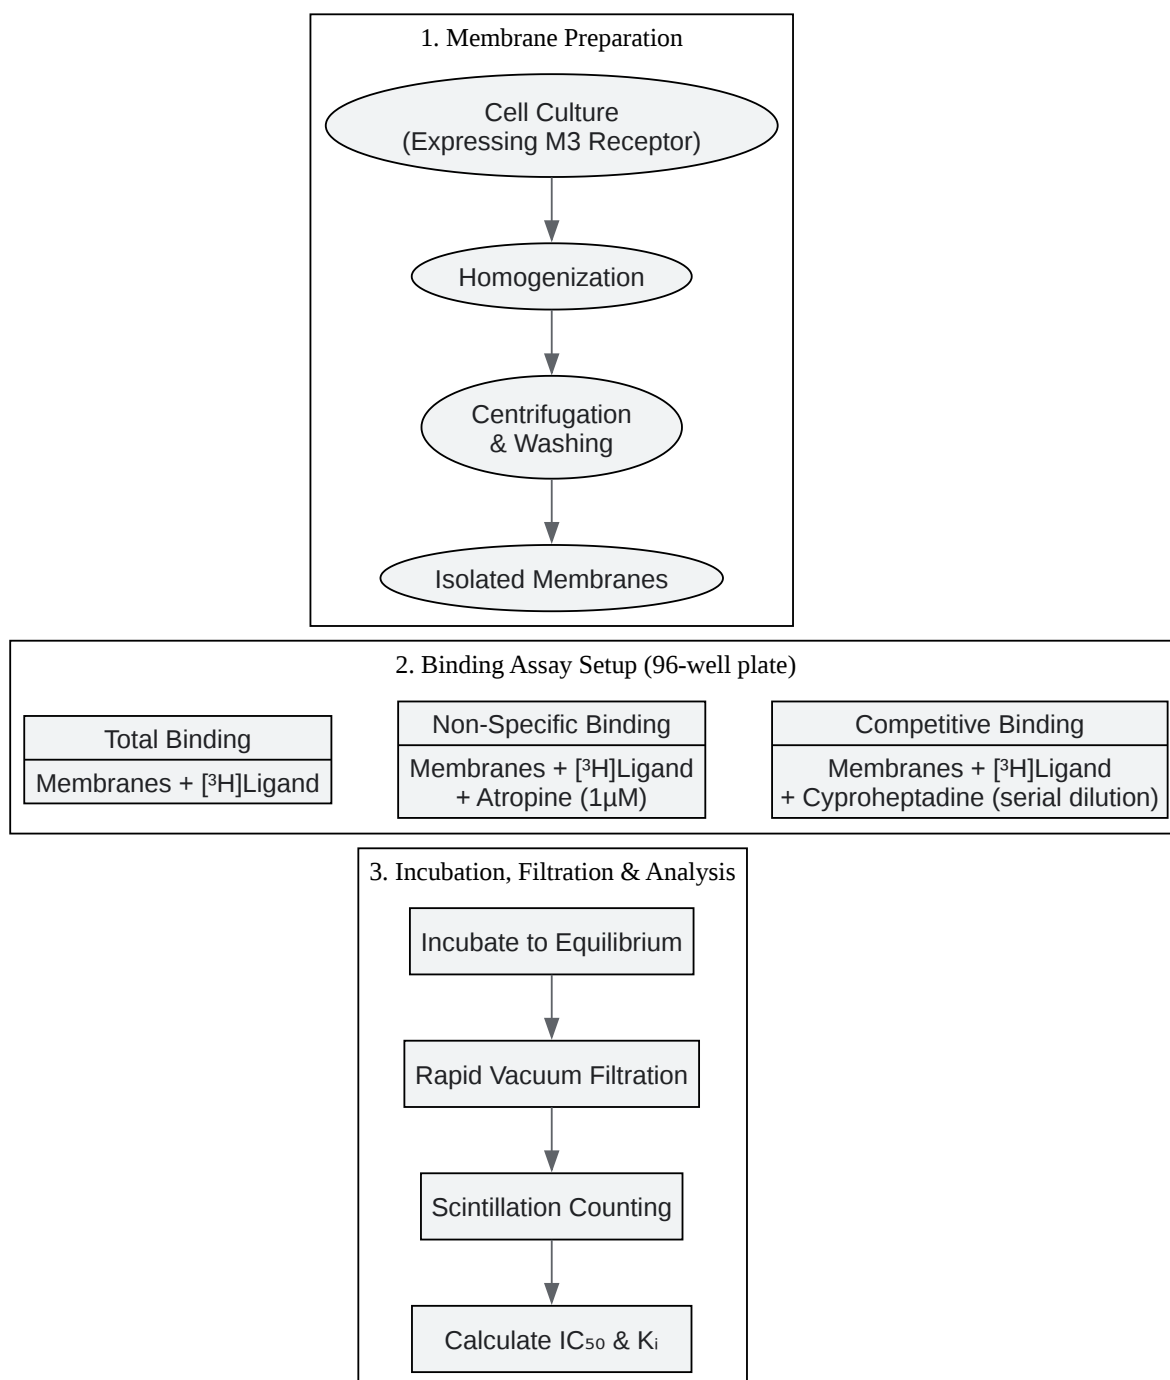 1. Membrane Preparation
Cell Culture
(Expressing M3 Receptor)
Homogenization
Centrifugation
& Washing
Isolated Membranes
2. Binding Assay Setup (96-well plate)
Total Binding
Membranes + [³H]Ligand
Non-Specific Binding
Membranes + [³H]Ligand
+ Atropine (1µM)
Competitive Binding
Membranes + [³H]Ligand
+ Cyproheptadine (serial dilution)
3. Incubation, Filtration & Analysis
Incubate to Equilibrium
Rapid Vacuum Filtration
Scintillation Counting
Calculate IC₅₀ & Kᵢ